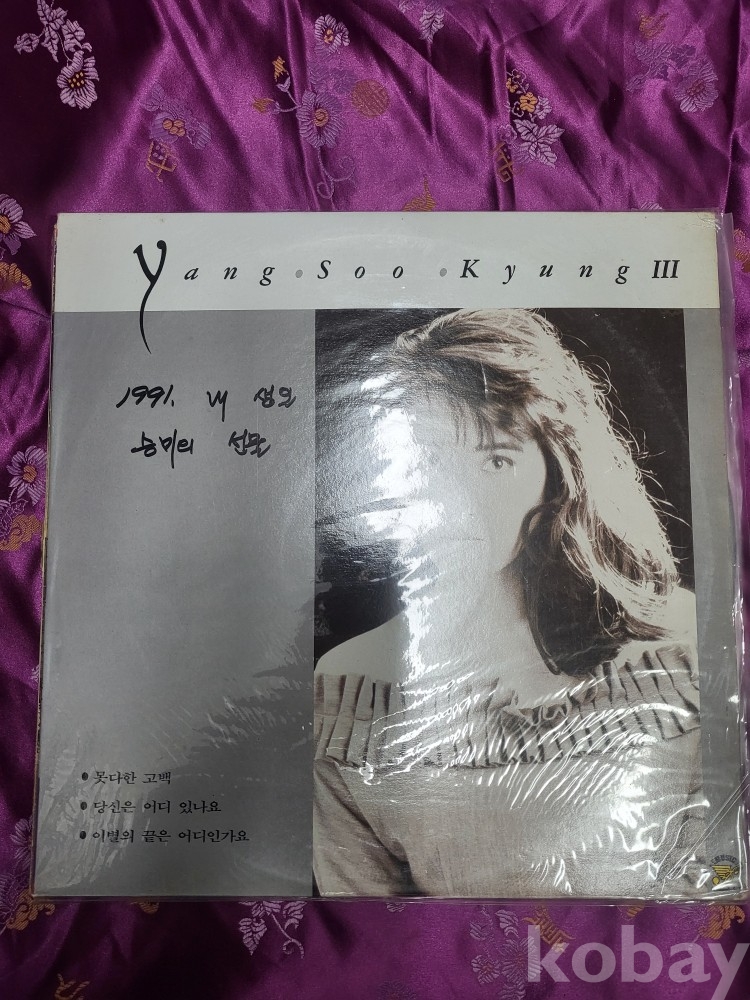 Yang • Soo • Kyung III
1991. 내 생일
승미의 선물
• 못다한 고백
• 당신은 어디 있나요
• 이별의 끝은 어디인가요
kobay